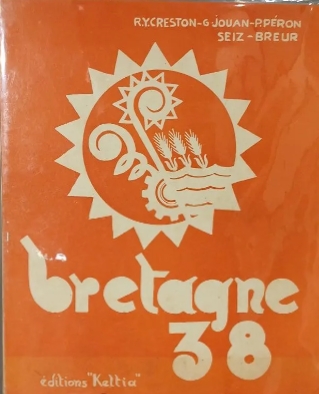 R.Y.CRESTON-G JOUAN-P.PÉRON
SEIZ-BREUR
bretagne
38
éditions "Keltia"